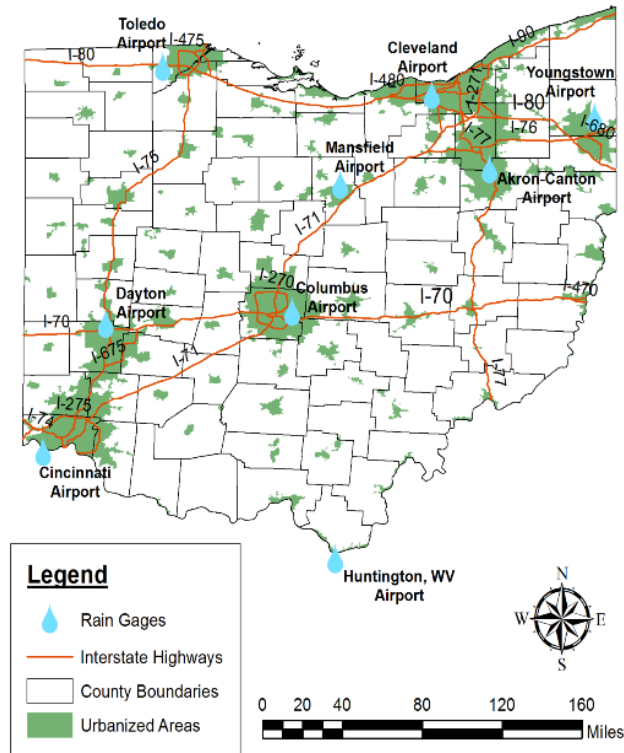 Toledo
Airport
I-475
I-80
I-90
Cleveland
Airport
I-480
I-271
Youngstown
Airport
I-80
I-76
I-680
I-77
Mansfield
Airport
Akron-Canton
Airport
I-75
I-71
I-270
Columbus
Airport
I-70
I-470
Dayton
Airport
I-70
I-675
I-71
I-77
I-275
I-74
Cincinnati
Airport
Huntington, WV
Airport
Legend
Rain Gages
Interstate Highways
County Boundaries
Urbanized Areas
N
W
E
S
0 20 40 80 120 160
Miles